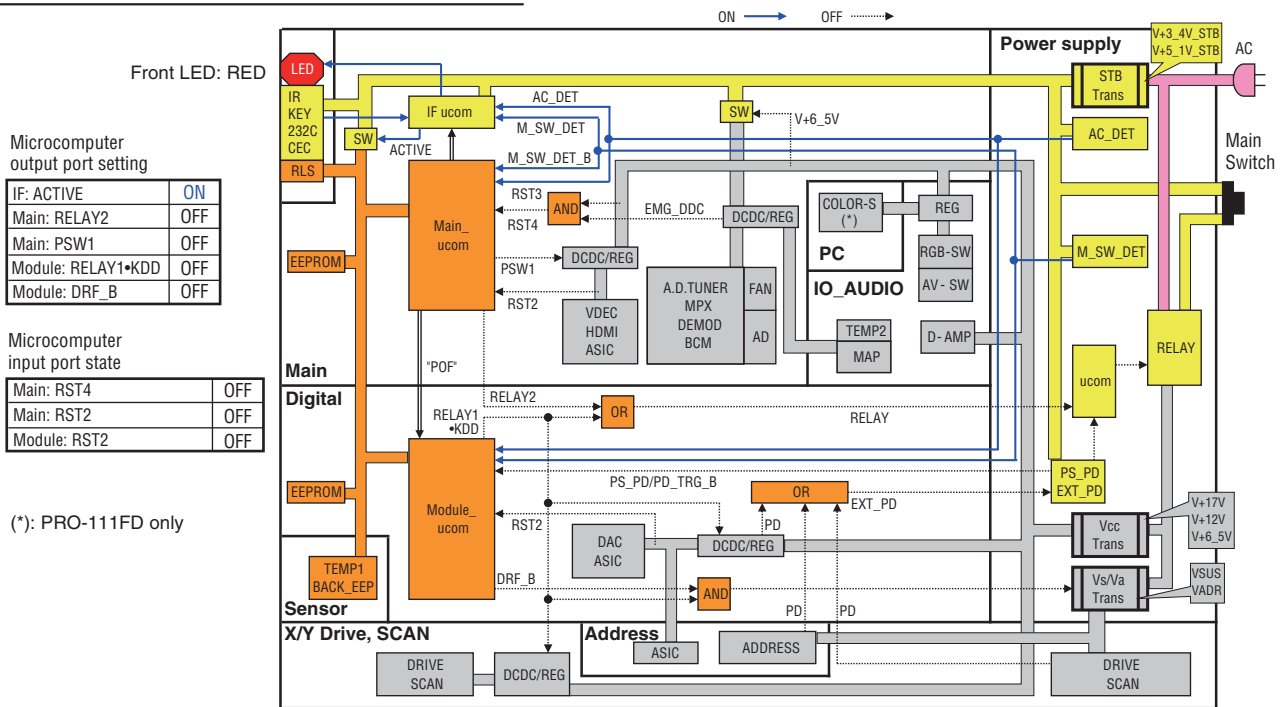 ON OFF
Front LED: RED
Microcomputer
output port setting
IF: ACTIVE ON
Main: RELAY2 OFF
Main: PSW1 OFF
Module: RELAY1•KDD OFF
Module: DRF_B OFF
Microcomputer
input port state
Main: RST4 OFF
Main: RST2 OFF
Module: RST2 OFF
(*): PRO-111FD only
LED
IR
KEY
232C
CEC
RLS
SW
IF ucom
ACTIVE
AC_DET
M_SW_DET
M_SW_DET_B
SW
V+6_5V
Power supply
V+3_4V_STB
V+5_1V_STB
AC
STB
Trans
AC_DET
Main
Switch
M_SW_DET
RELAY
ucom
Main_
ucom
RST3
RST4
AND
EMG_DDC
DCDC/REG
PSW1
DCDC/REG
RST2
VDEC
HDMI
ASIC
A.D.TUNER
MPX
DEMOD
BCM
FAN
AD
COLOR-S
(*)
PC
REG
RGB-SW
AV - SW
IO_AUDIO
TEMP2
MAP
D- AMP
EEPROM
Main
"POF"
Digital
RELAY2
RELAY1
•KDD
OR
RELAY
Module_
ucom
EEPROM
PS_PD/PD_TRG_B
PS_PD
EXT_PD
OR
EXT_PD
RST2
PD
DAC
ASIC
DCDC/REG
Vcc
Trans
V+17V
V+12V
V+6_5V
TEMP1
BACK_EEP
Sensor
DRF_B
AND
PD PD
Vs/Va
Trans
VSUS
VADR
X/Y Drive, SCAN
Address
ASIC
ADDRESS
DRIVE
SCAN
DCDC/REG
DRIVE
SCAN